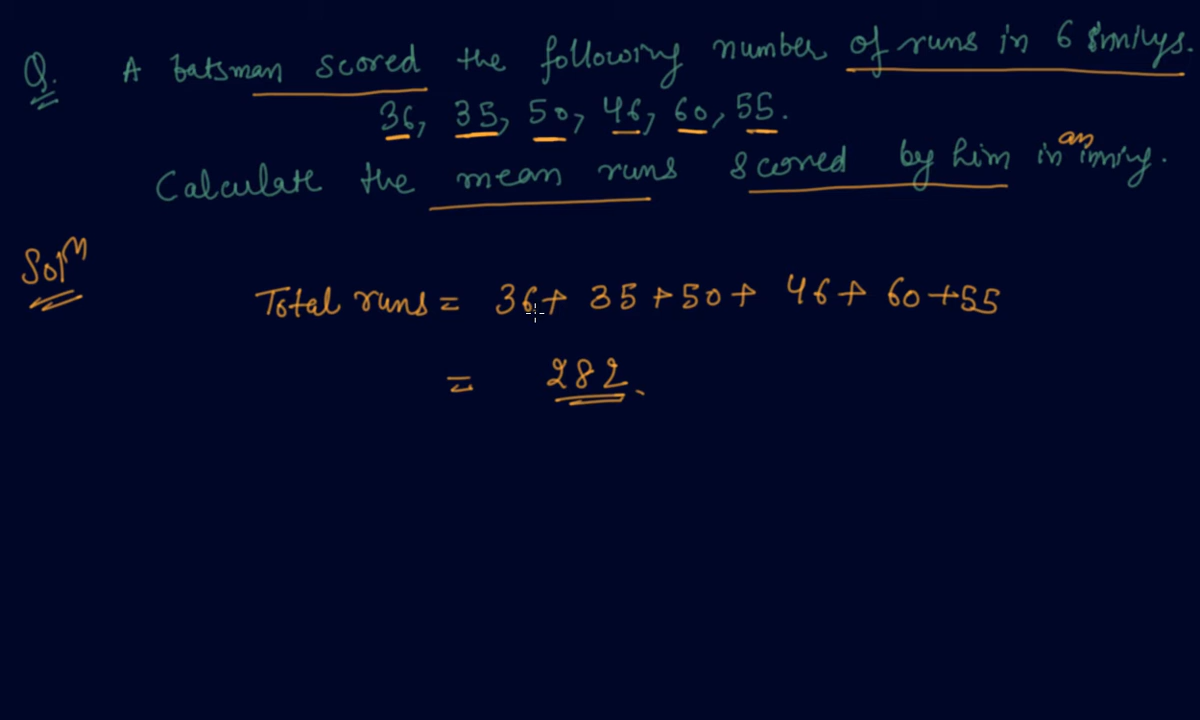 Q. A batsman scored the following number of runs in 6 innings.
36, 35, 50, 46, 60, 55.
Calculate the mean runs scored by him in an inning.
Solⁿ
Total runs = 36+ 35 + 50 + 46 + 60 + 55
= 282.